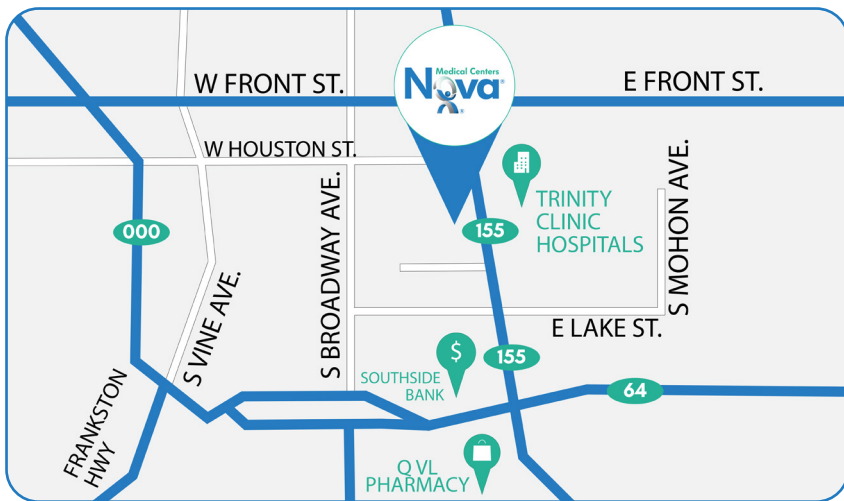 Medical Centers
Nova®
W FRONT ST.
E FRONT ST.
W HOUSTON ST.
TRINITY
CLINIC
HOSPITALS
S MOHON AVE.
000
155
S BROADWAY AVE.
S VINE AVE.
E LAKE ST.
155
$
SOUTHSIDE
BANK
64
FRANKSTON
HWY
Q VL
PHARMACY